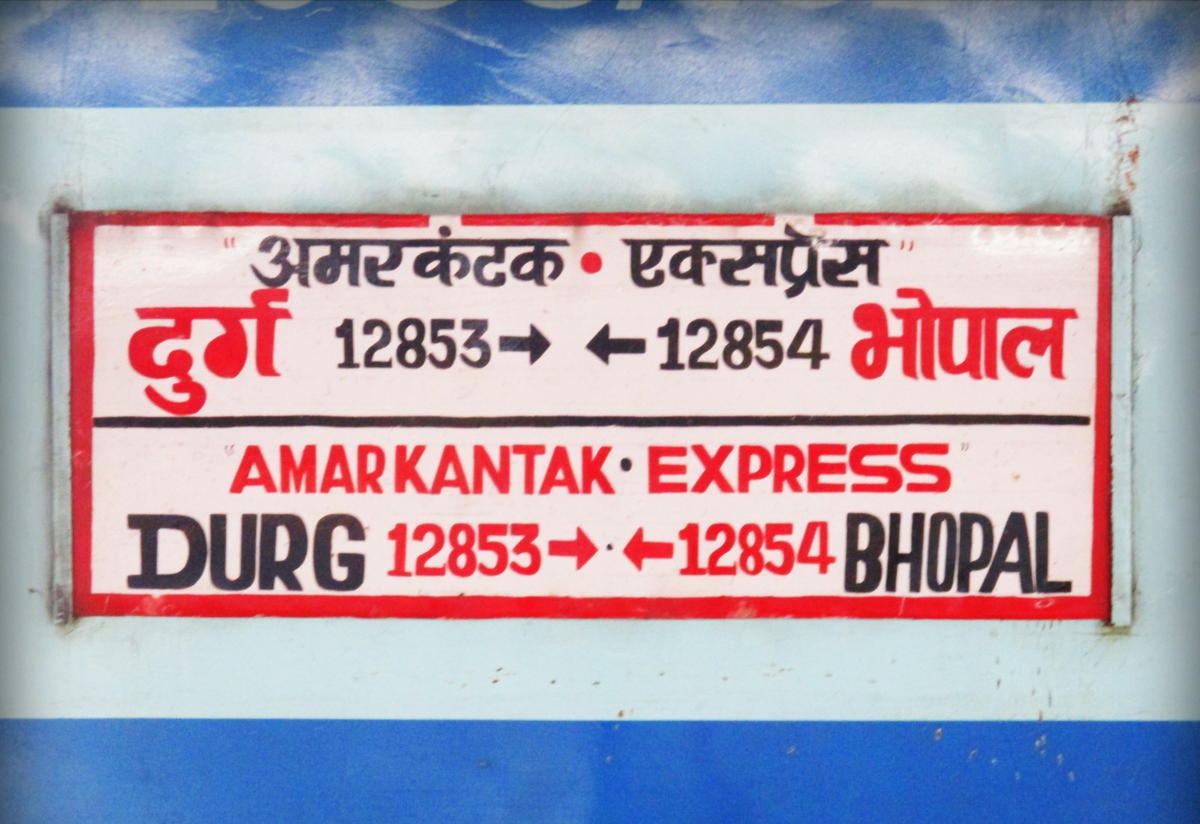 "अमरकंटक • एक्सप्रेस"
दुर्ग 12853→ ←12854 भोपाल
"AMARKANTAK • EXPRESS"
DURG 12853→ · ←12854 BHOPAL